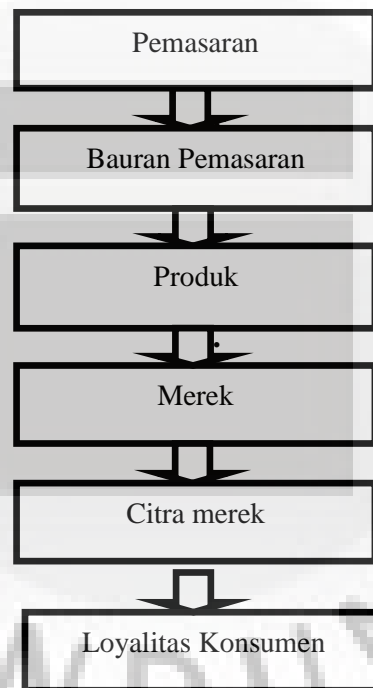 Pemasaran
Bauran Pemasaran
Produk
Merek
Citra merek
Loyalitas Konsumen